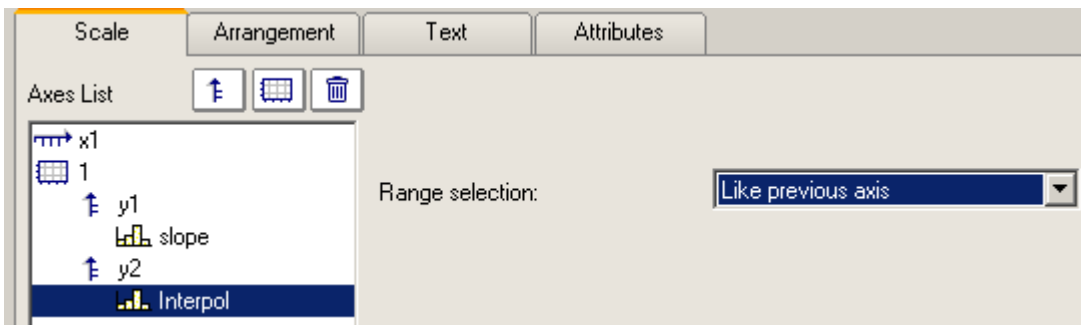 Scale Arrangement Text Attributes
Axes List
x1
1
y1
Range selection: Like previous axis
slope
y2
Interpol